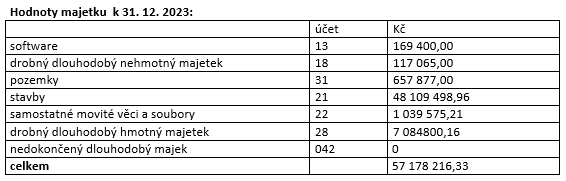 Hodnoty majetku k 31. 12. 2023:
účet Kč
software 13 169 400,00
drobný dlouhodobý nehmotný majetek 18 117 065,00
pozemky 31 657 877,00
stavby 21 48 109 498,96
samostatné movité věci a soubory 22 1 039 575,21
drobný dlouhodobý hmotný majetek 28 7 084800,16
nedokončený dlouhodobý majek 042 0
celkem 57 178 216,33